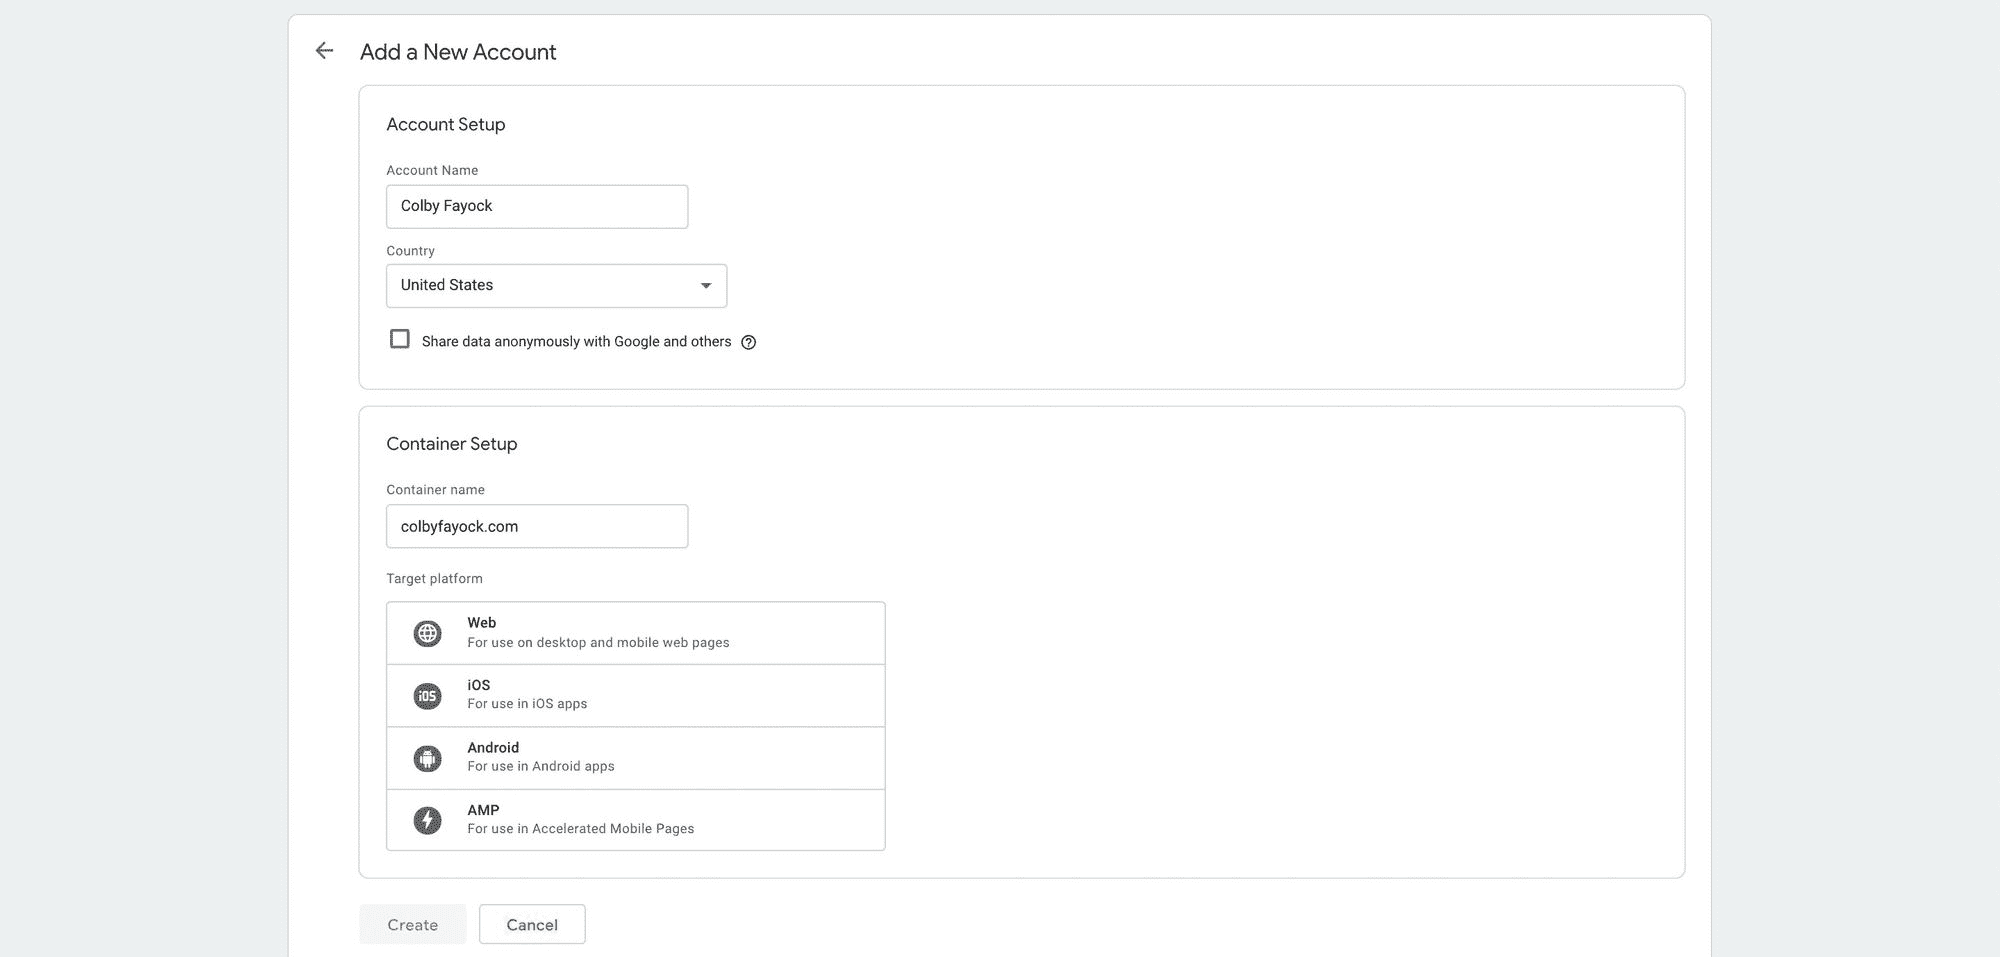 Add a New Account
Account Setup
Account Name
Colby Fayock
Country
United States
Share data anonymously with Google and others
Container Setup
Container name
colbyfayock.com
Target platform
Web
For use on desktop and mobile web pages
iOS
iOS
For use in iOS apps
Android
For use in Android apps
AMP
For use in Accelerated Mobile Pages
Create Cancel